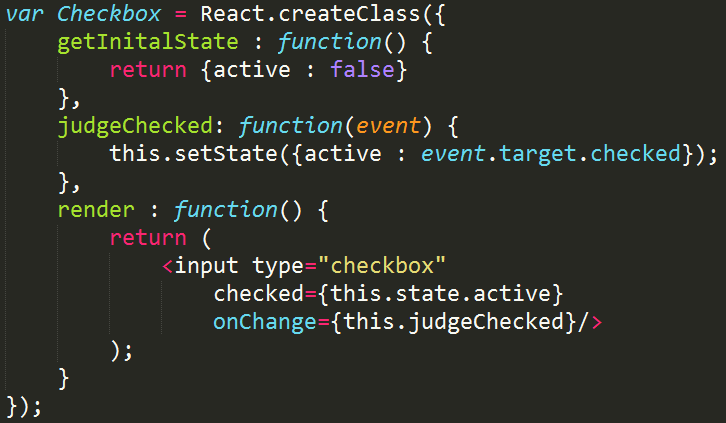 var Checkbox = React.createClass({
    getInitalState : function() {
        return {active : false}
    },
    judgeChecked: function(event) {
        this.setState({active : event.target.checked});
    },
    render : function() {
        return (
            <input type="checkbox"
                checked={this.state.active}
                onChange={this.judgeChecked}/>
        );
    }
});